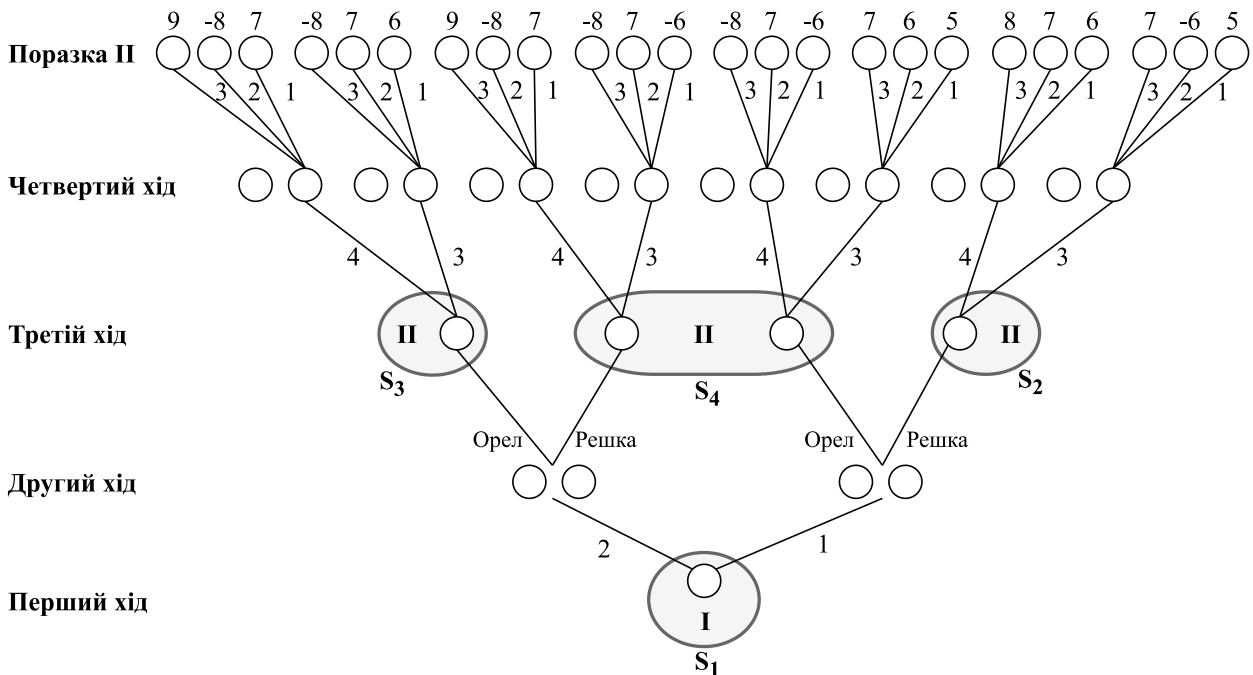 9 -8 7 -8 7 6 9 -8 7 -8 7 -6 -8 7 -6 7 6 5 8 7 6 7 -6 5
Поразка II
3 2 1 3 2 1 3 2 1 3 2 1 3 2 1 3 2 1 3 2 1 3 2 1
Четвертий хід
4 3 4 3 4 3 4 3
Третій хід II II II
S3 S4 S2
Орел Решка Орел Решка
Другий хід
2 1
Перший хід
I
S1